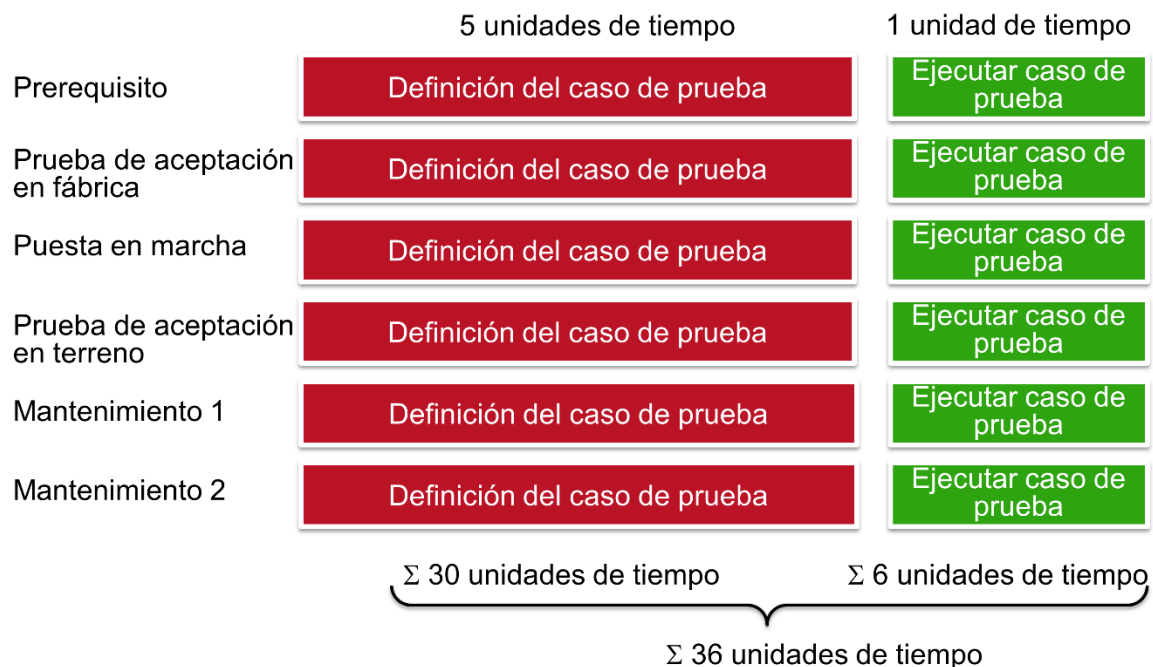 5 unidades de tiempo
1 unidad de tiempo
Prerequisito
Definición del caso de prueba
Ejecutar caso de
prueba
Prueba de aceptación
en fábrica
Definición del caso de prueba
Ejecutar caso de
prueba
Puesta en marcha
Definición del caso de prueba
Ejecutar caso de
prueba
Prueba de aceptación
en terreno
Definición del caso de prueba
Ejecutar caso de
prueba
Mantenimiento 1
Definición del caso de prueba
Ejecutar caso de
prueba
Mantenimiento 2
Definición del caso de prueba
Ejecutar caso de
prueba
Σ 30 unidades de tiempo
Σ 6 unidades de tiempo
Σ 36 unidades de tiempo